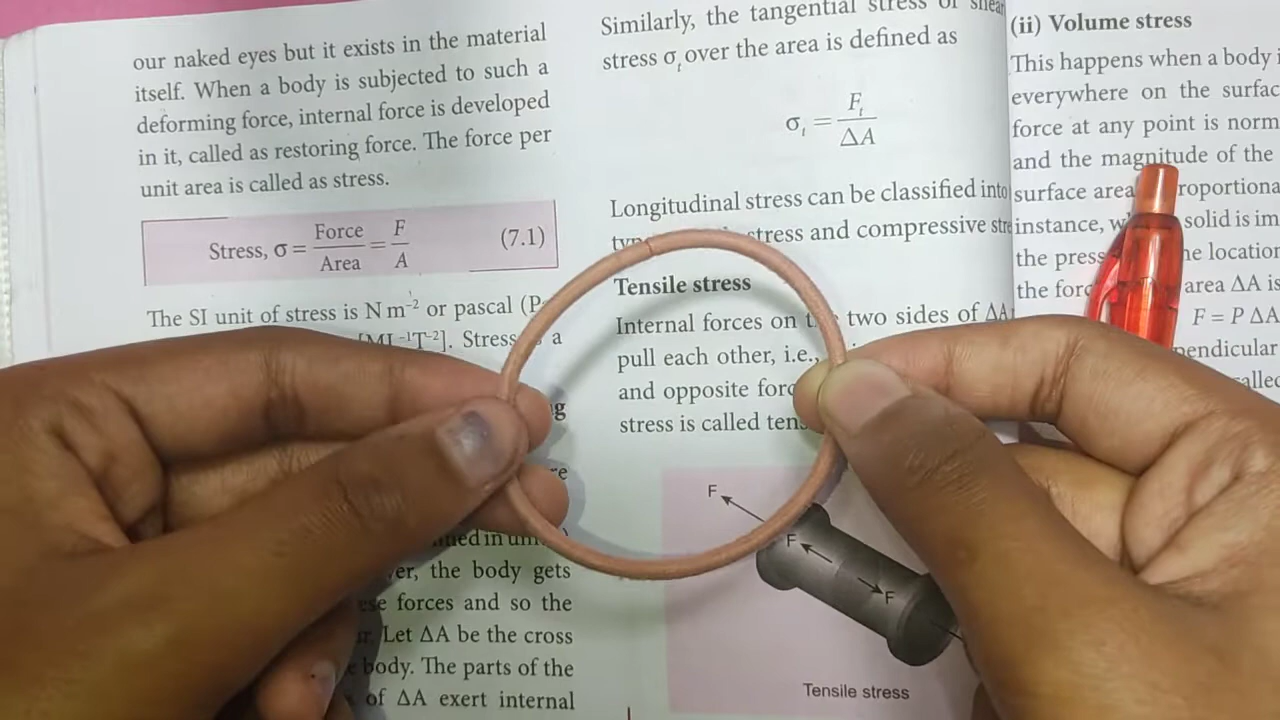 our naked eyes but it exists in the material
itself. When a body is subjected to such a
deforming force, internal force is developed
in it, called as restoring force. The force per
unit area is called as stress.
Stress, σ = Force/Area = F/A (7.1)
The SI unit of stress is N m⁻² or pascal
⁻¹T⁻²]. Stress a
er, the body gets
forces and so the
Let ΔA be the cross
body. The parts of the
of ΔA exert internal
Similarly, the tangential stress or shear
stress σₜ over the area is defined as
σₜ = Fₜ/ΔA
Longitudinal stress can be classified into
stress and compressive
Tensile stress
Internal forces on two sides of ΔA
pull each other, i.e.,
and opposite
stress is called
F
F
F
Tensile stress
(ii) Volume stress
This happens when a body
everywhere on the
force at any point is
and the magnitude of the
surface area
instance, solid is
the
the area ΔA is
F = P ΔA